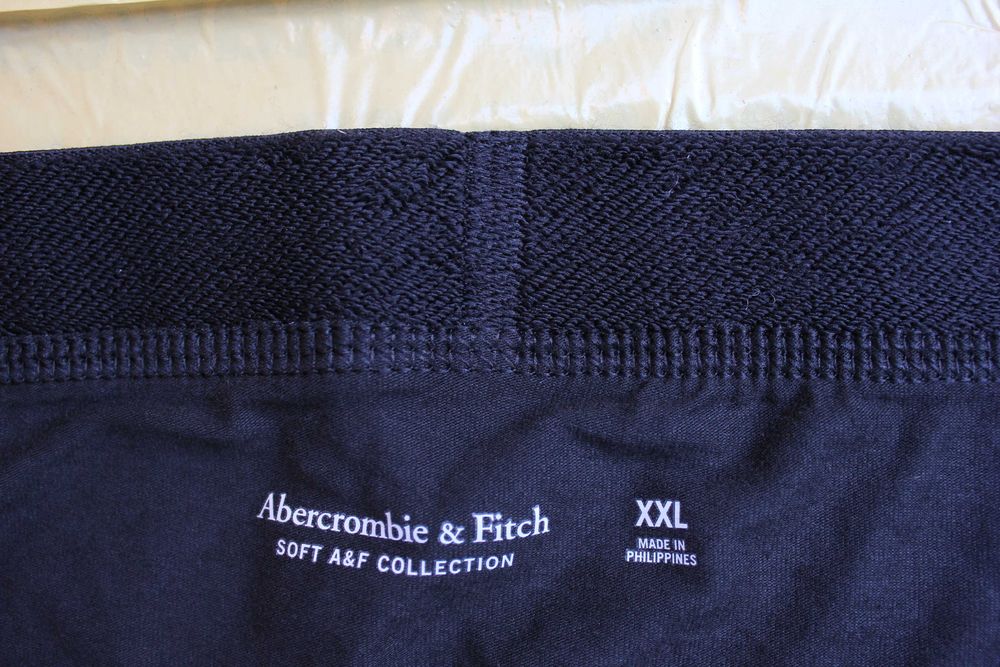 Abercrombie & Fitch
SOFT A&F COLLECTION
XXL
MADE IN
PHILIPPINES